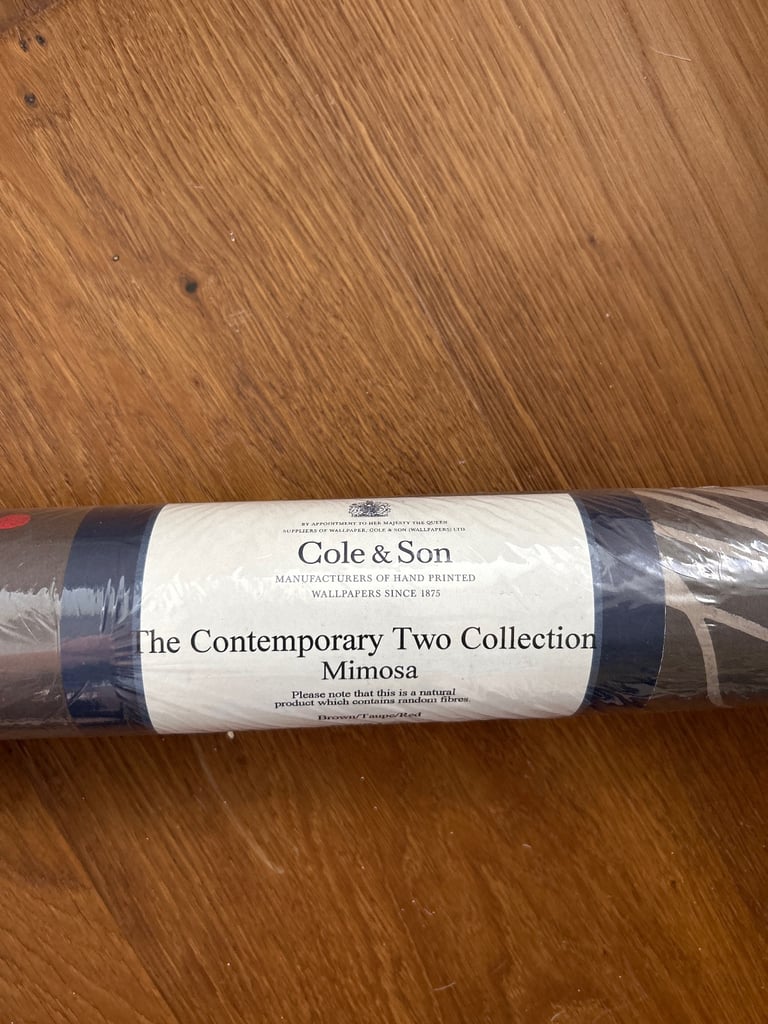 BY APPOINTMENT TO HER MAJESTY THE QUEEN
SUPPLIERS OF WALLPAPER, COLE & SON (WALLPAPERS) LTD.
Cole & Son
MANUFACTURERS OF HAND PRINTED
WALLPAPERS SINCE 1875
The Contemporary Two Collection
Mimosa
Please note that this is a natural
product which contains random fibres.
Brown/Taupe/Red